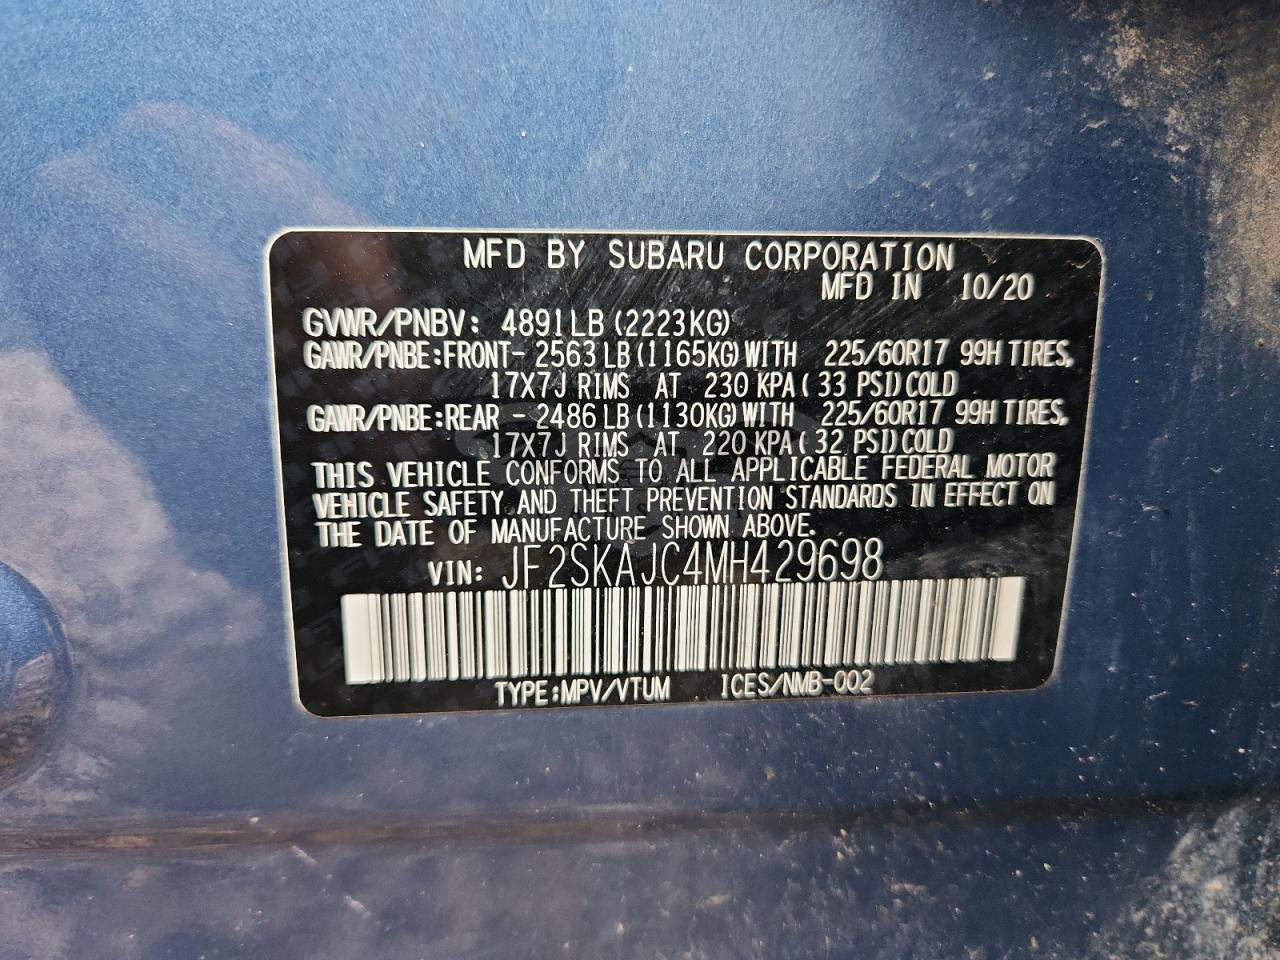 MFD BY SUBARU CORPORATION
MFD IN 10/20
GVWR/PNBV: 4891LB (2223KG)
GAWR/PNBE:FRONT- 2563 LB (1165KG) WITH 225/60R17 99H TIRES,
17X7J RIMS AT 230 KPA ( 33 PSI) COLD
GAWR/PNBE:REAR - 2486 LB (1130KG) WITH 225/60R17 99H TIRES,
17X7J RIMS AT 220 KPA ( 32 PSI) COLD
THIS VEHICLE CONFORMS TO ALL APPLICABLE FEDERAL MOTOR
VEHICLE SAFETY AND THEFT PREVENTION STANDARDS IN EFFECT ON
THE DATE OF MANUFACTURE SHOWN ABOVE.
VIN: JF2SKAJC4MH429698
TYPE:MPV/VTUM ICES/NMB-002